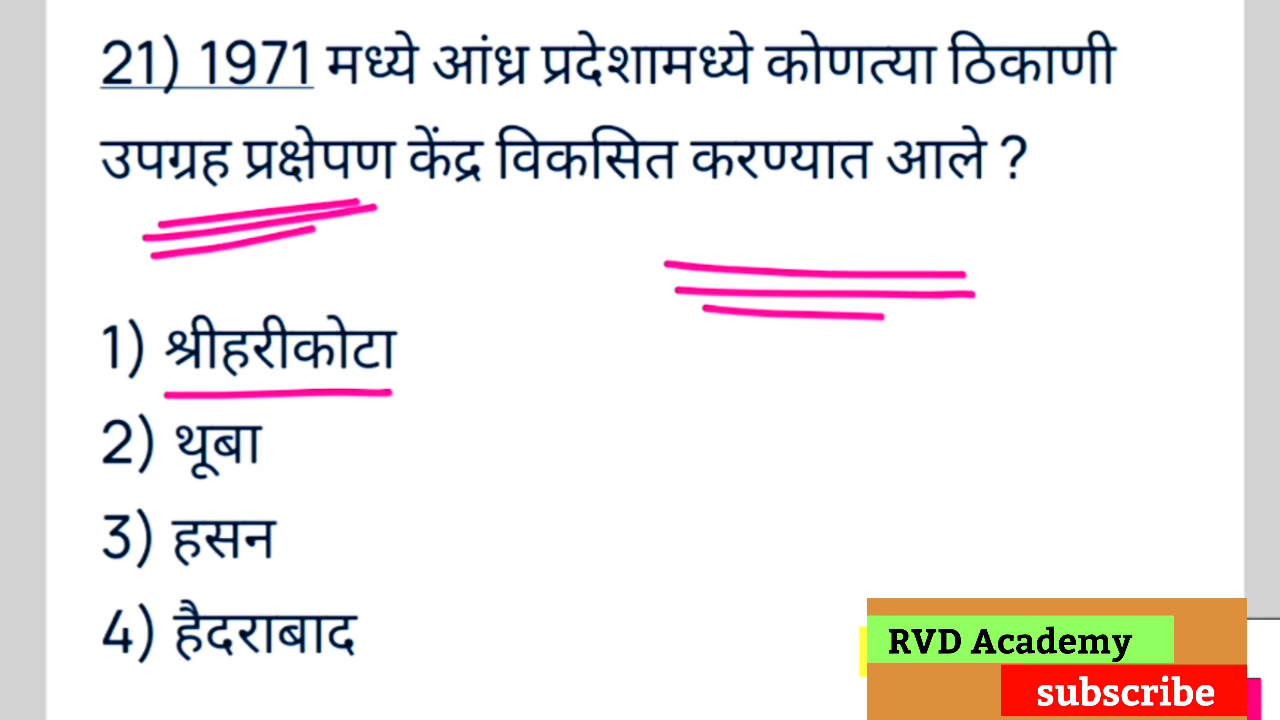 21) 1971 मध्ये आंध्र प्रदेशामध्ये कोणत्या ठिकाणी
उपग्रह प्रक्षेपण केंद्र विकसित करण्यात आले ?
1) श्रीहरीकोटा
2) थूबा
3) हसन
4) हैदराबाद
RVD Academy
subscribe